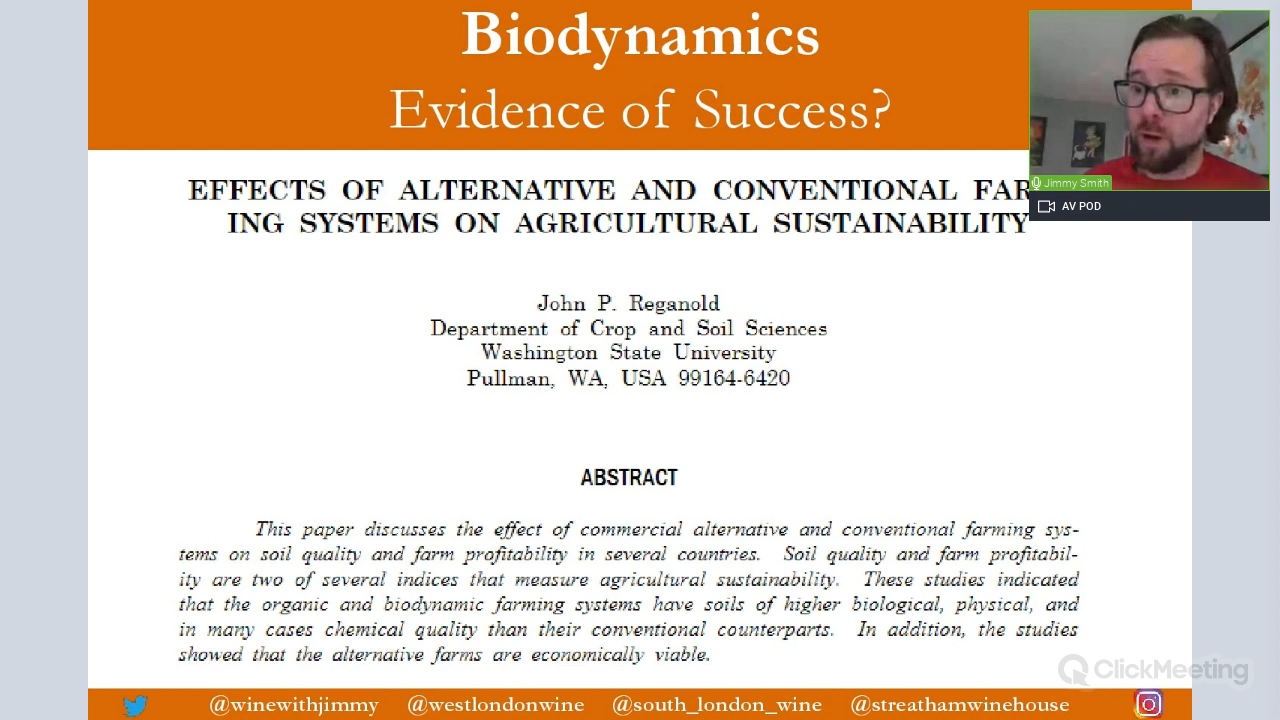 Biodynamics
Evidence of Success?
Jimmy Smith
AV POD
EFFECTS OF ALTERNATIVE AND CONVENTIONAL FAR
ING SYSTEMS ON AGRICULTURAL SUSTAINABILITY
John P. Reganold
Department of Crop and Soil Sciences
Washington State University
Pullman, WA, USA 99164-6420
ABSTRACT
This paper discusses the effect of commercial alternative and conventional farming sys-
tems on soil quality and farm profitability in several countries. Soil quality and farm profitabil-
ity are two of several indices that measure agricultural sustainability. These studies indicated
that the organic and biodynamic farming systems have soils of higher biological, physical, and
in many cases chemical quality than their conventional counterparts. In addition, the studies
showed that the alternative farms are economically viable.
ClickMeeting
@winewithjimmy @westlondonwine @south_london_wine @streathamwinehouse